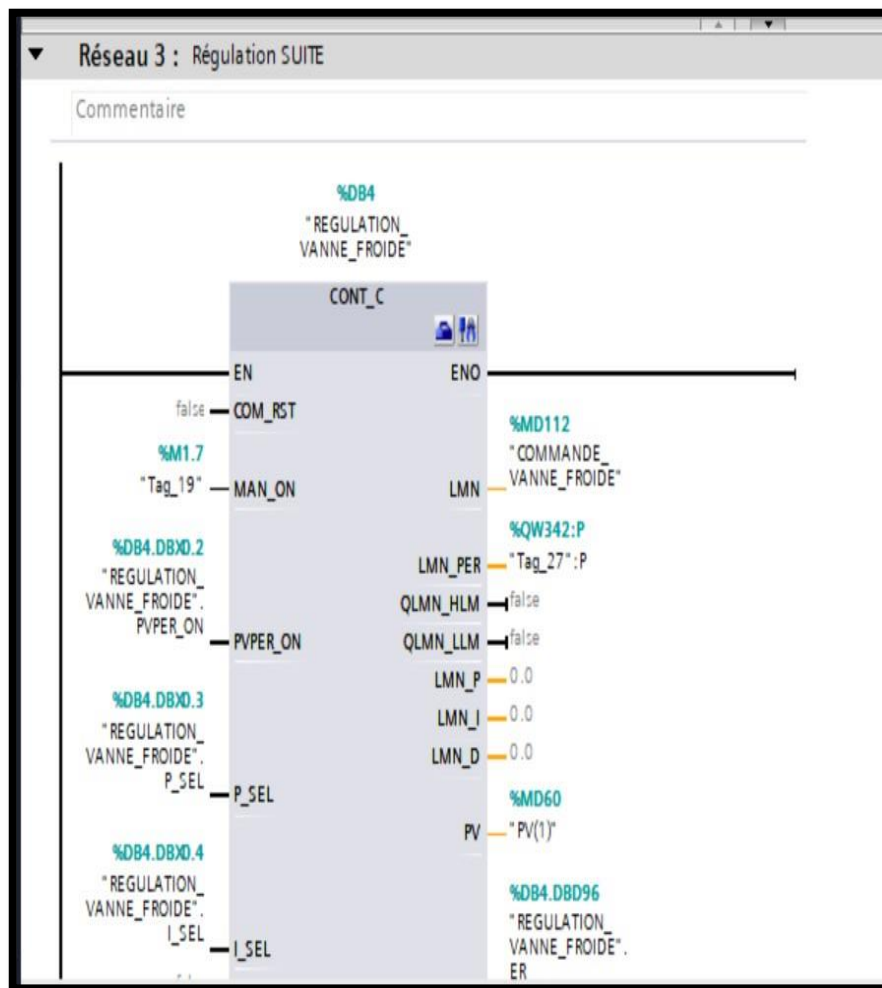 Réseau 3 : Régulation SUITE
Commentaire
%DB4
"REGULATION_
VANNE_FROIDE"
CONT_C
EN
ENO
false
COM_RST
%M1.7
"Tag_19"
MAN_ON
%MD112
"COMMANDE_
VANNE_FROIDE"
LMN
%QW342:P
"Tag_27":P
LMN_PER
%DB4.DBX0.2
"REGULATION_
VANNE_FROIDE".
PVPER_ON
PVPER_ON
QLMN_HLM
false
QLMN_LLM
false
LMN_P
0.0
LMN_I
0.0
LMN_D
0.0
%DB4.DBX0.3
"REGULATION_
VANNE_FROIDE".
P_SEL
P_SEL
%MD60
"PV(1)"
PV
%DB4.DBX0.4
"REGULATION_
VANNE_FROIDE".
I_SEL
I_SEL
%DB4.DBD96
"REGULATION_
VANNE_FROIDE".
ER